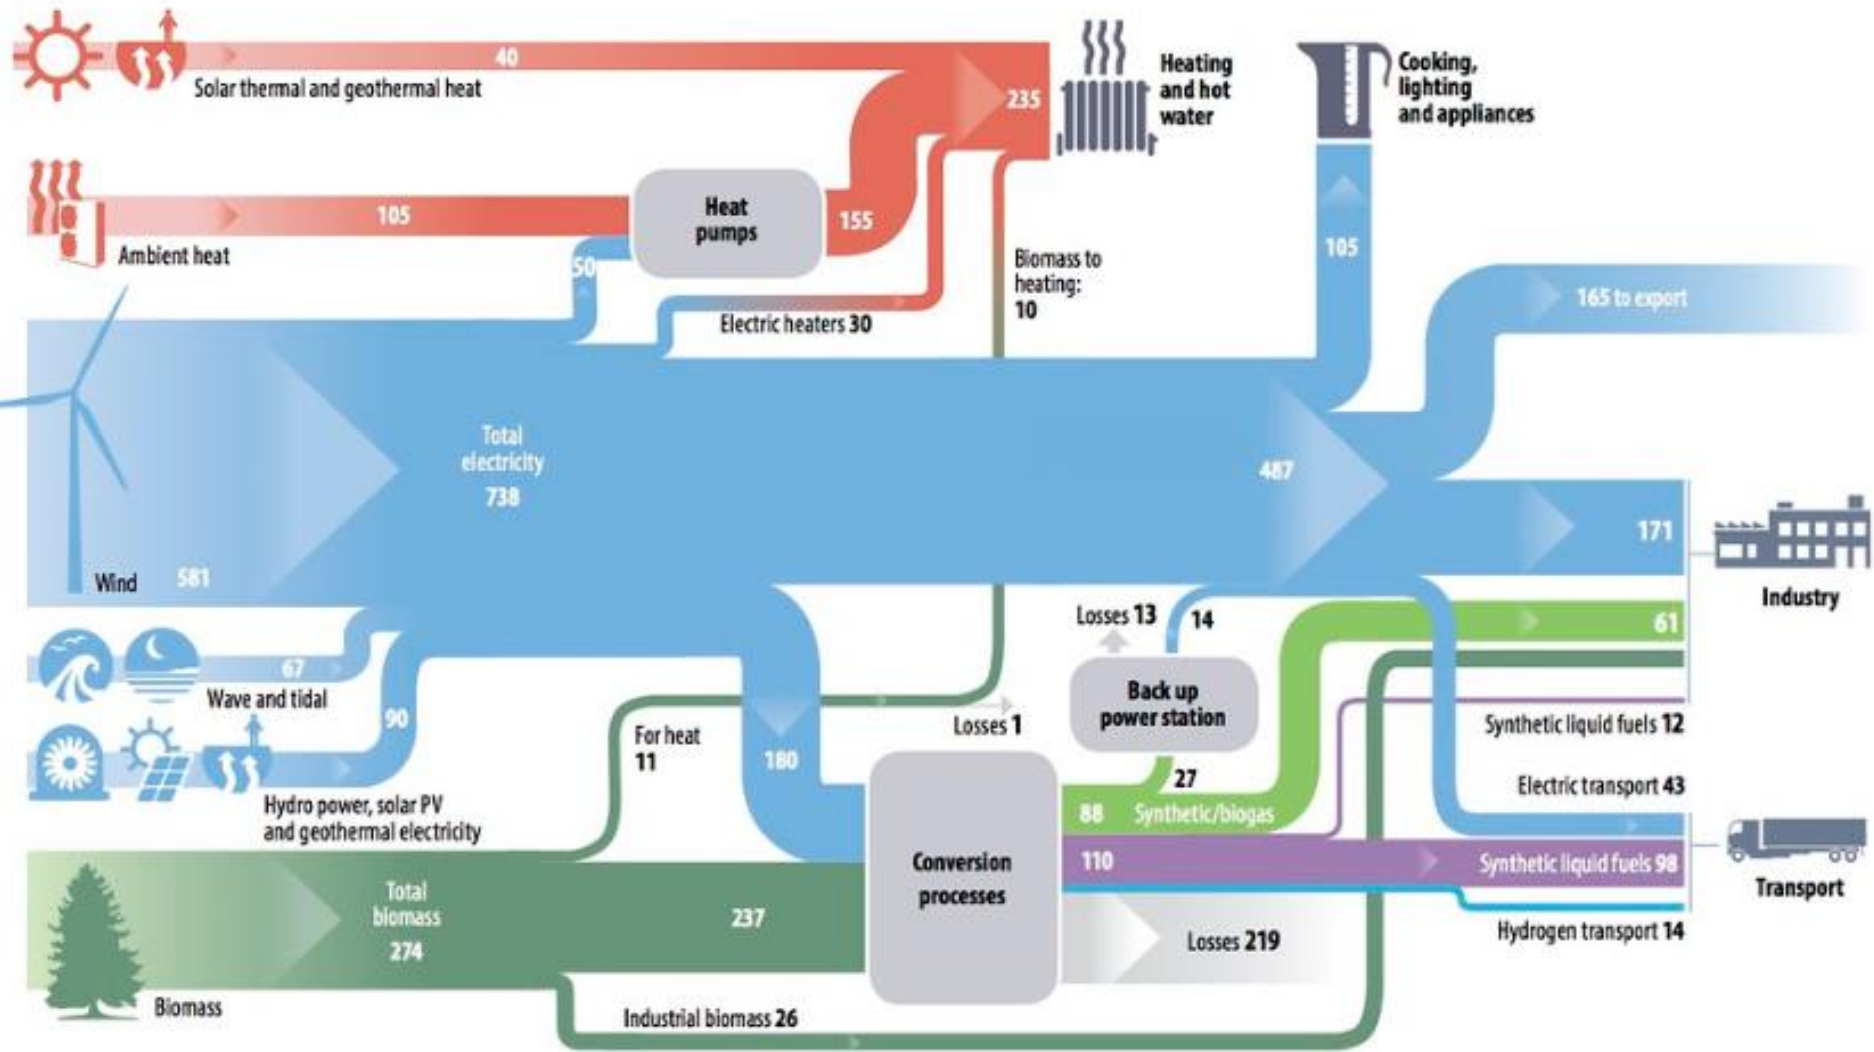 40
Solar thermal and geothermal heat
235
Heating
and hot
water
Cooking,
lighting
and appliances
105
Ambient heat
Heat
pumps
155
50
Electric heaters 30
Biomass to
heating:
10
105
165 to export
Total
electricity
738
487
Wind 581
171
Industry
67
Wave and tidal
90
Hydro power, solar PV
and geothermal electricity
For heat
11
180
Losses 1
Losses 13
14
Back up
power station
27
61
Synthetic liquid fuels 12
Electric transport 43
88 Synthetic/biogas
110
Synthetic liquid fuels 98
Transport
Hydrogen transport 14
Conversion
processes
Losses 219
Total
biomass
274
237
Biomass
Industrial biomass 26